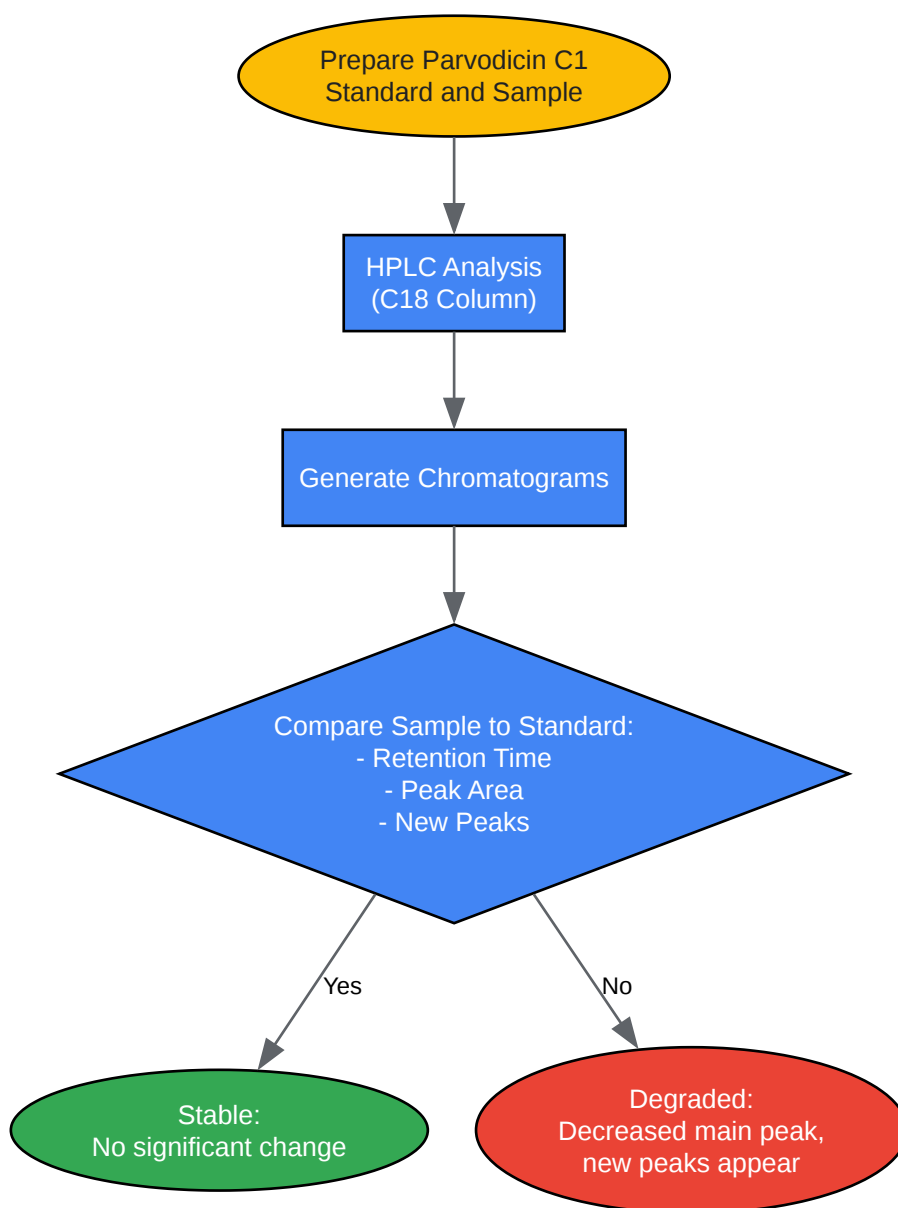 Prepare Parvodicin C1
Standard and Sample
HPLC Analysis
(C18 Column)
Generate Chromatograms
Compare Sample to Standard:
- Retention Time
- Peak Area
- New Peaks
Yes
No
Stable:
No significant change
Degraded:
Decreased main peak,
new peaks appear